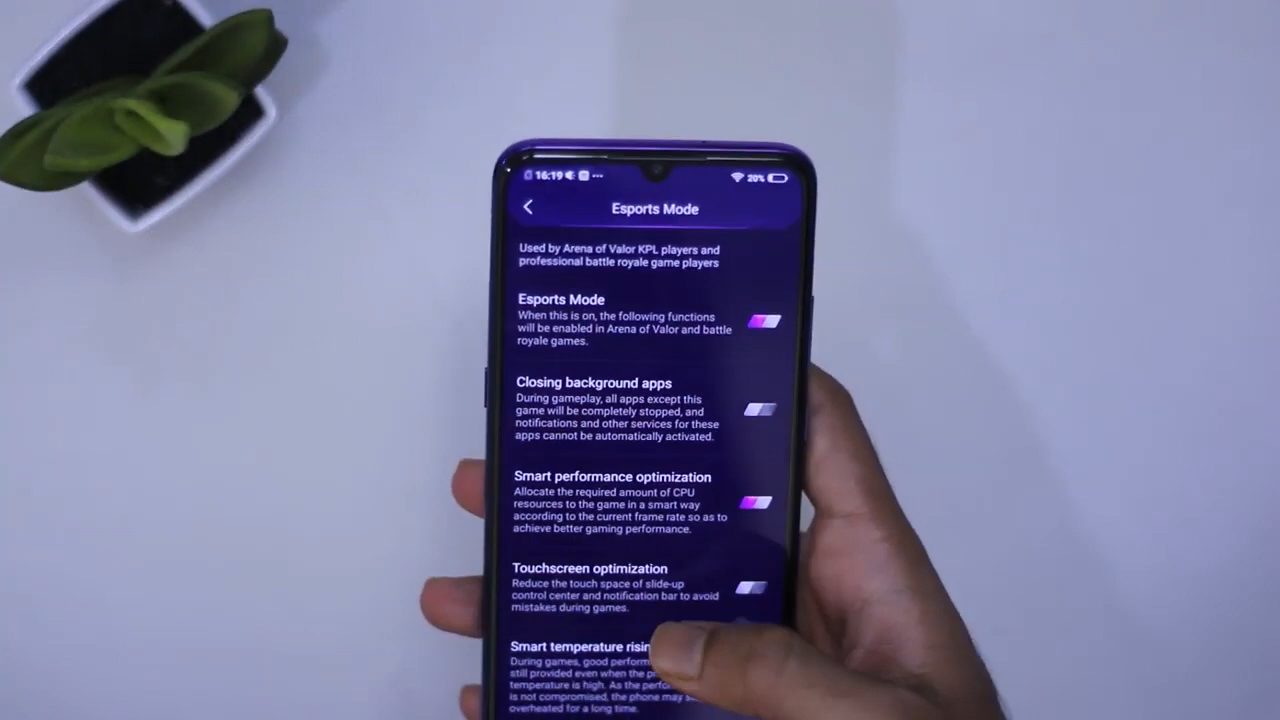 16:19
20%
Esports Mode
Used by Arena of Valor KPL players and
professional battle royale game players
Esports Mode
When this is on, the following functions
will be enabled in Arena of Valor and battle
royale games.
Closing background apps
During gameplay, all apps except this
game will be completely stopped, and
notifications and other services for these
apps cannot be automatically activated.
Smart performance optimization
Allocate the required amount of CPU
resources to the game in a smart way
according to the current frame rate so as to
achieve better gaming performance.
Touchscreen optimization
Reduce the touch space of slide-up
control center and notification bar to avoid
mistakes during games.
Smart temperature
During games, good
still provided even when the
temperature is high. As the
is not compromised, the phone may
overheated for a long time.